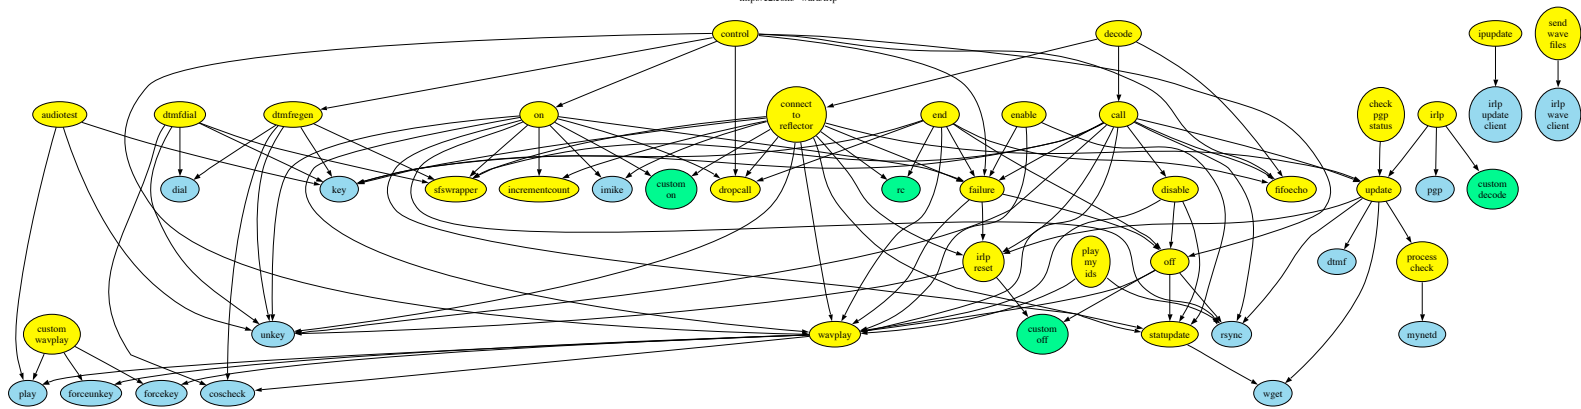 control
decode
ipupdate
send
wave
files
audiotest
dtmfdial
dtmfregen
on
connect
to
reflector
end
enable
call
check
pgp
status
irlp
irlp
update
client
irlp
wave
client
dial
key
sfswrapper
incrementcount
imike
custom
on
dropcall
rc
failure
disable
fifoecho
update
pgp
custom
decode
irlp
reset
play
my
ids
off
dtmf
process
check
custom
wavplay
unkey
wavplay
custom
off
statupdate
rsync
mynetd
play
forceunkey
forcekey
coscheck
wget